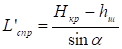 L'спр = (Hкр − hш) / sin α